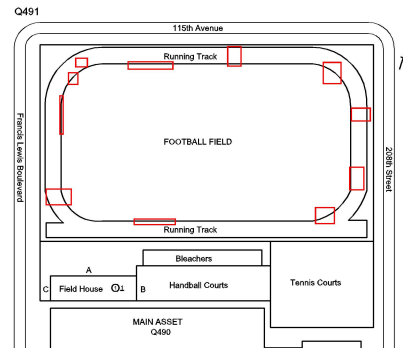 Q491
115th Avenue
Running Track
Francis Lewis Boulevard
FOOTBALL FIELD
208th Street
Running Track
Bleachers
A
Tennis Courts
C
Field House
1
B
Handball Courts
MAIN ASSET
Q490